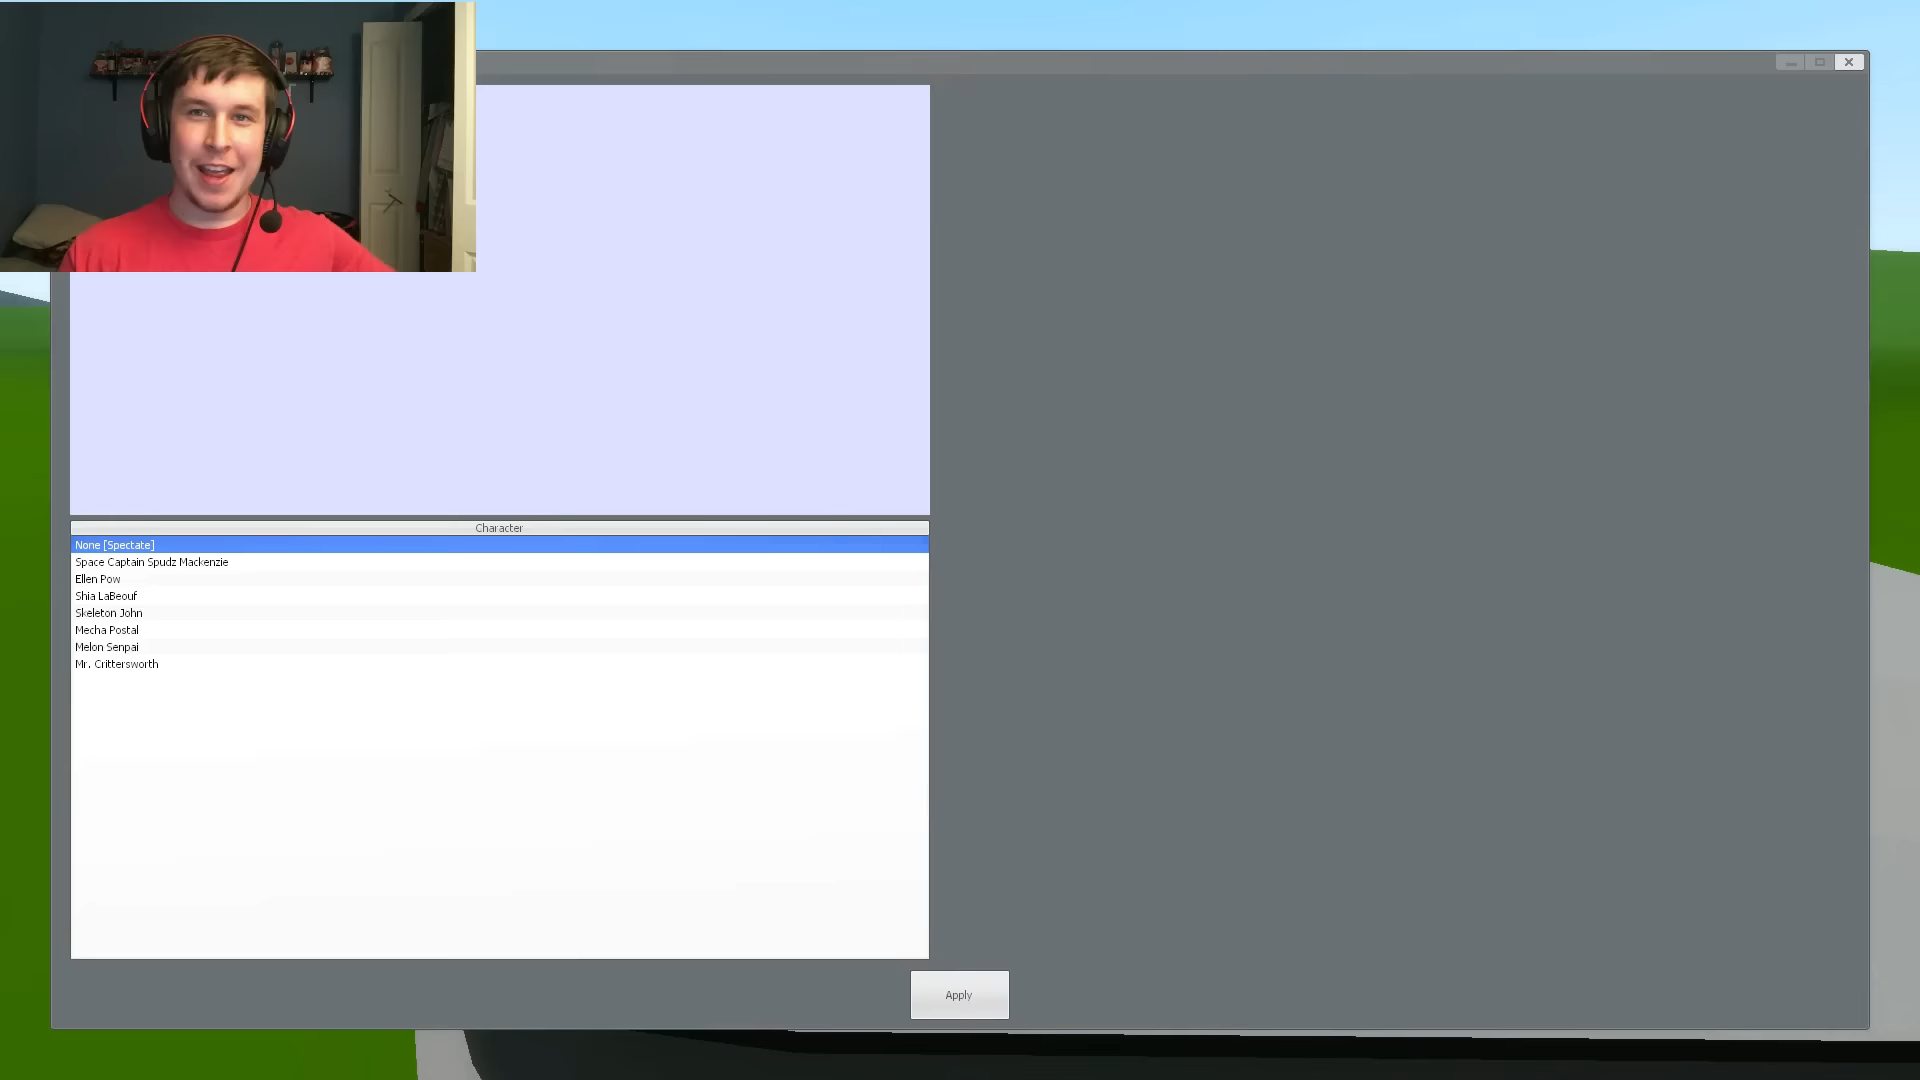 Character
None [Spectate]
Space Captain Spudz Mackenzie
Ellen Pow
Shia LaBeouf
Skeleton John
Mecha Postal
Melon Senpai
Mr. Crittersworth
Apply